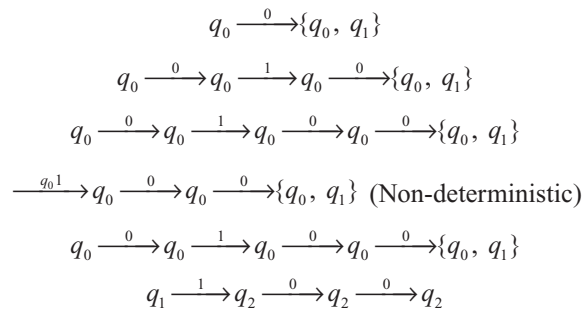 q₀ —0→ {q₀, q₁}
q₀ —0→ q₀ —1→ q₀ —0→ {q₀, q₁}
q₀ —0→ q₀ —1→ q₀ —0→ q₀ —0→ {q₀, q₁}
—q₀1→ q₀ —0→ q₀ —0→ {q₀, q₁} (Non-deterministic)
q₀ —0→ q₀ —1→ q₀ —0→ q₀ —0→ {q₀, q₁}
q₁ —1→ q₂ —0→ q₂ —0→ q₂